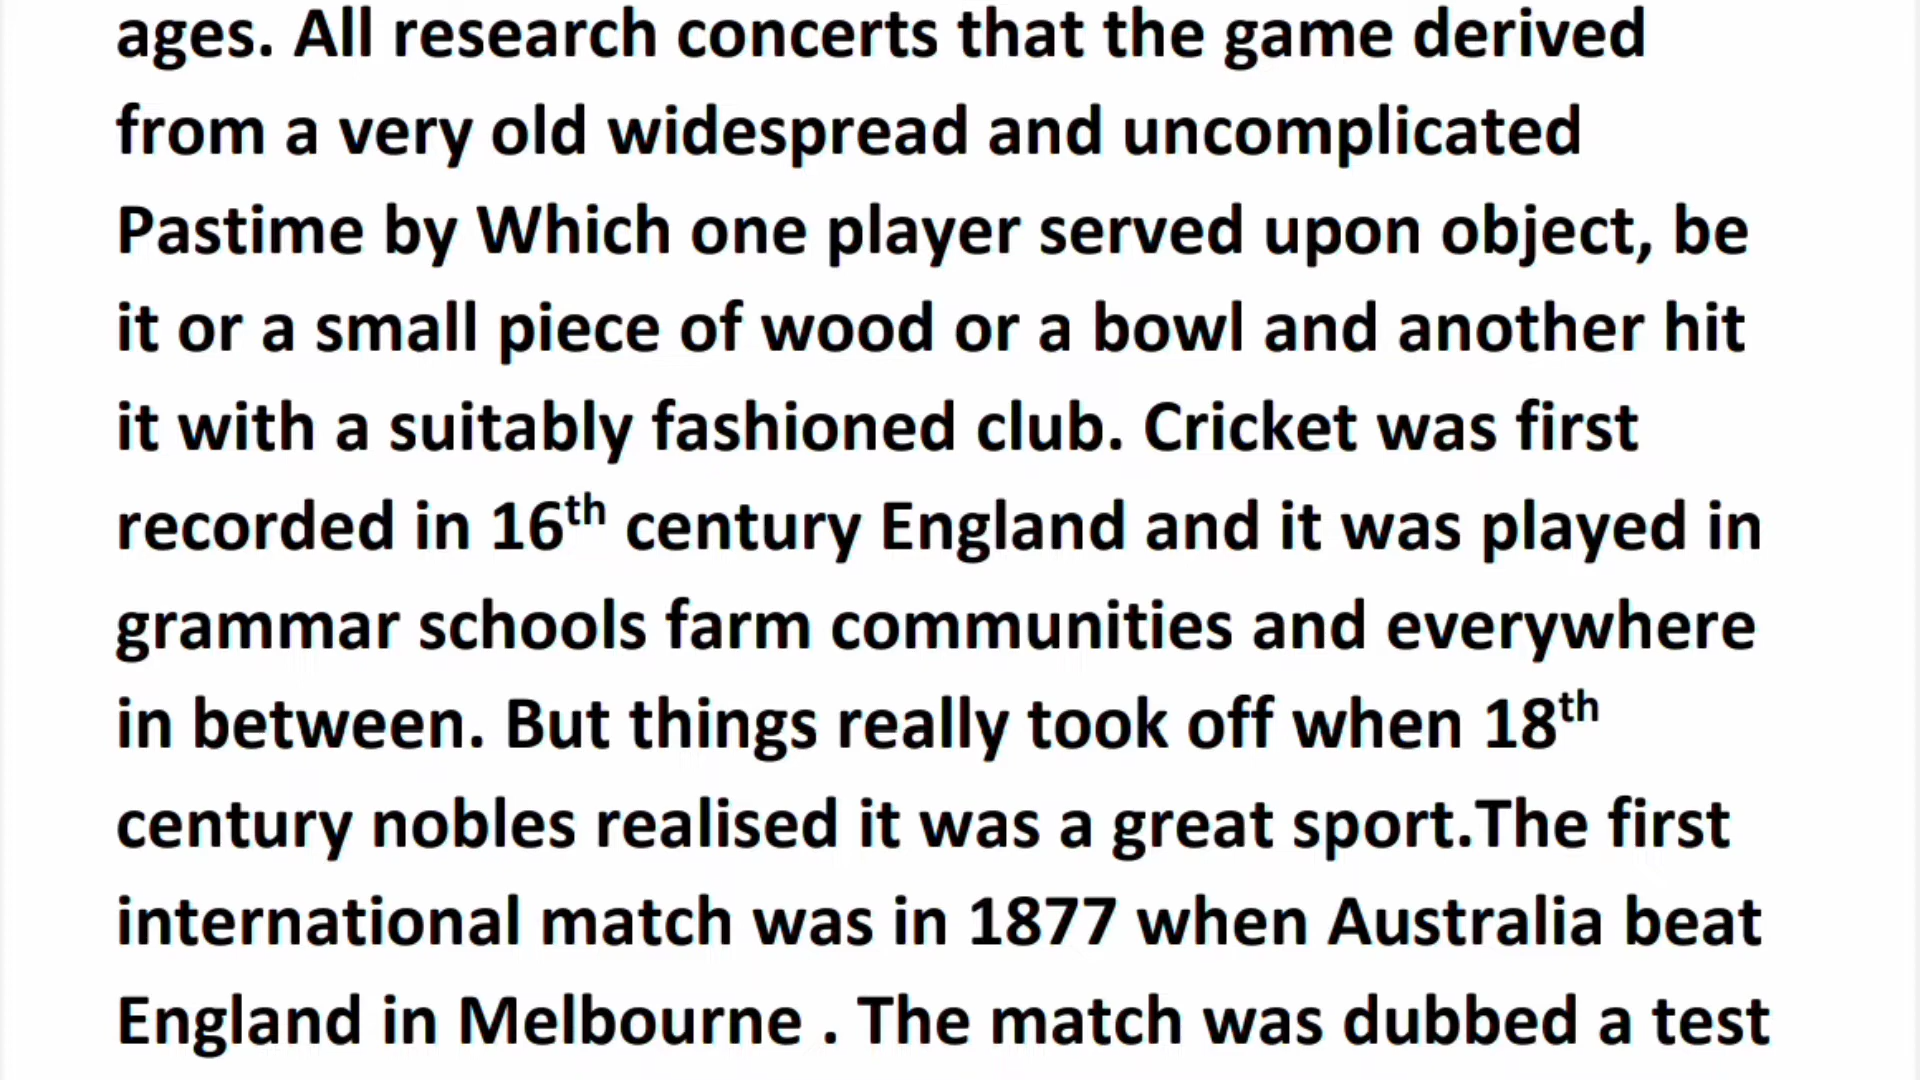 ages. All research concerts that the game derived
from a very old widespread and uncomplicated
Pastime by Which one player served upon object, be
it or a small piece of wood or a bowl and another hit
it with a suitably fashioned club. Cricket was first
recorded in 16th century England and it was played in
grammar schools farm communities and everywhere
in between. But things really took off when 18th
century nobles realised it was a great sport.The first
international match was in 1877 when Australia beat
England in Melbourne . The match was dubbed a test